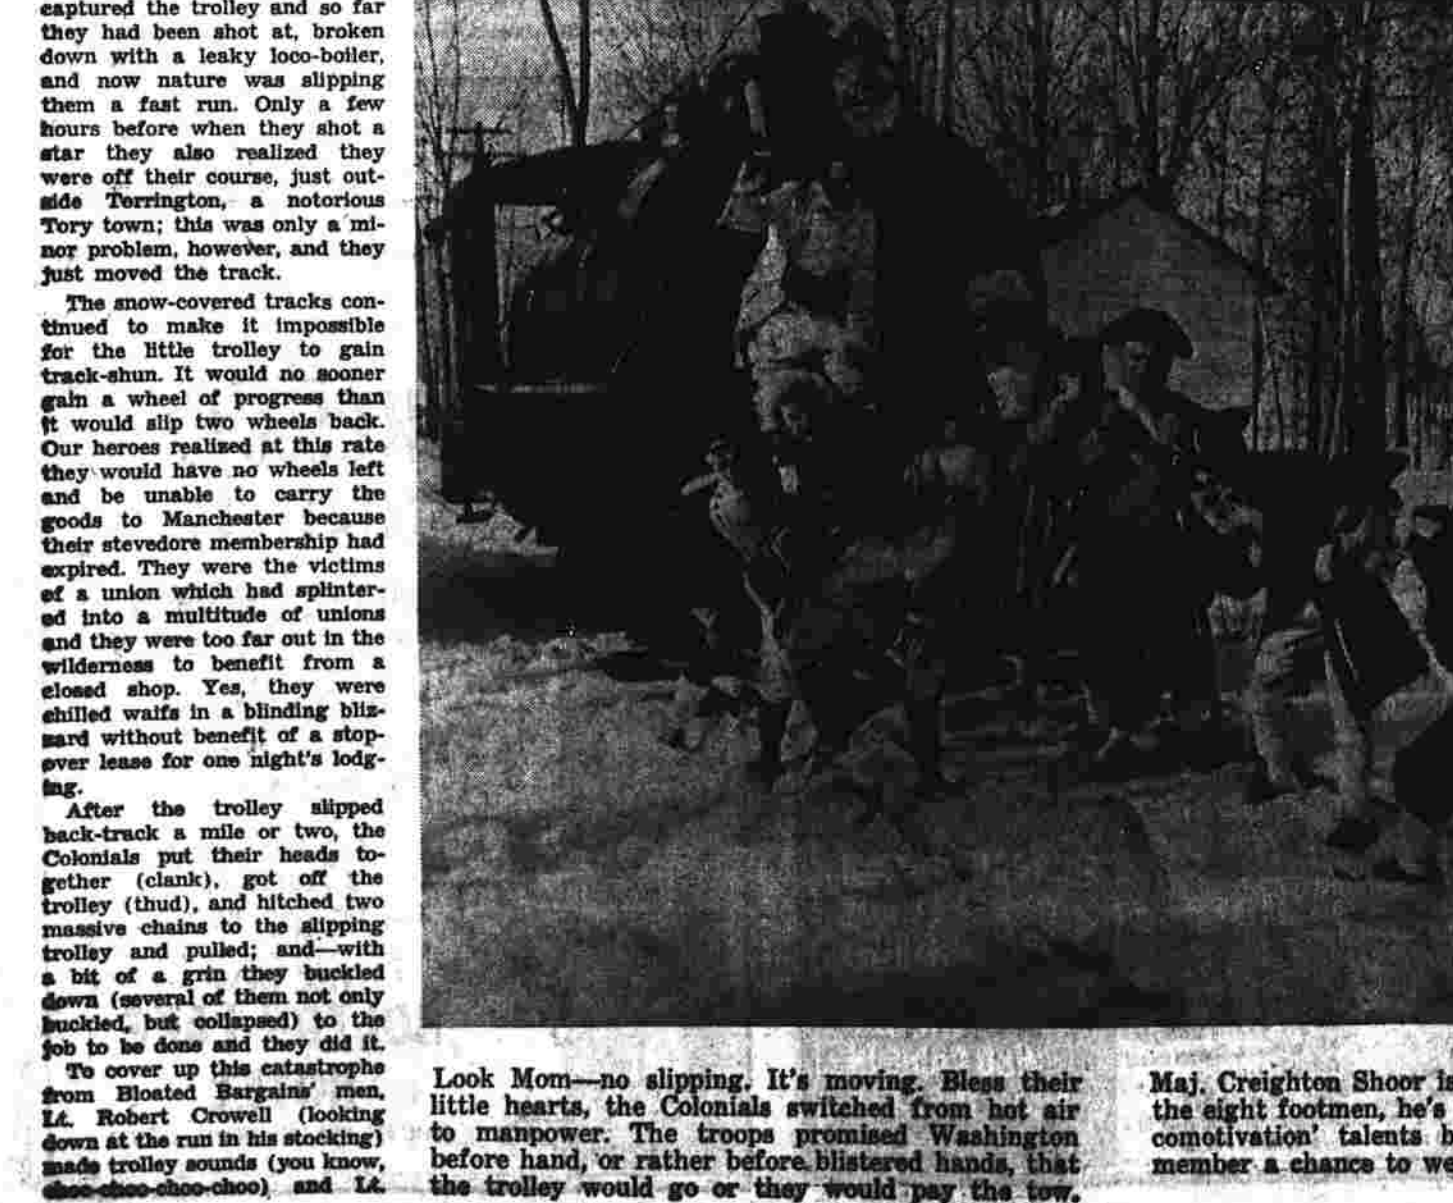 captured the trolley and so far
they had been shot at, broken
down with a leaky loco-boiler,
and now nature was slipping
them a fast run. Only a few
hours before when they shot a
star they also realized they
were off their course, just out-
side Torrington, a notorious
Tory town; this was only a mi-
nor problem, however, and they
just moved the track.
The snow-covered tracks con-
tinued to make it impossible
for the little trolley to gain
track-shun. It would no sooner
gain a wheel of progress than
it would slip two wheels back.
Our heroes realized at this rate
they would have no wheels left
and be unable to carry the
goods to Manchester because
their stevedore membership had
expired. They were the victims
of a union which had splinter-
ed into a multitude of unions
and they were too far out in the
wilderness to benefit from a
closed shop. Yes, they were
chilled waifs in a blinding bliz-
zard without benefit of a stop-
over lease for one night's lodg-
ing.
After the trolley slipped
back-track a mile or two, the
Colonials put their heads to-
gether (clank), got off the
trolley (thud), and hitched two
massive chains to the slipping
trolley and pulled; and—with
a bit of a grin they buckled
down (several of them not only
buckled, but collapsed) to the
job to be done and they did it.
To cover up this catastrophe
from Bloated Bargains' men,
Lt. Robert Crowell (looking
down at the run in his stocking)
made trolley sounds (you know,
choo-choo-choo-choo) and Lt.
Look Mom—no slipping. It's moving. Bless their
little hearts, the Colonials switched from hot air
to manpower. The troops promised Washington
before hand, or rather before blistered hands, that
the trolley would go or they would pay the tow.
Maj. Creighton Shoor
the eight footmen, he's
comotivation' talents
member a chance to